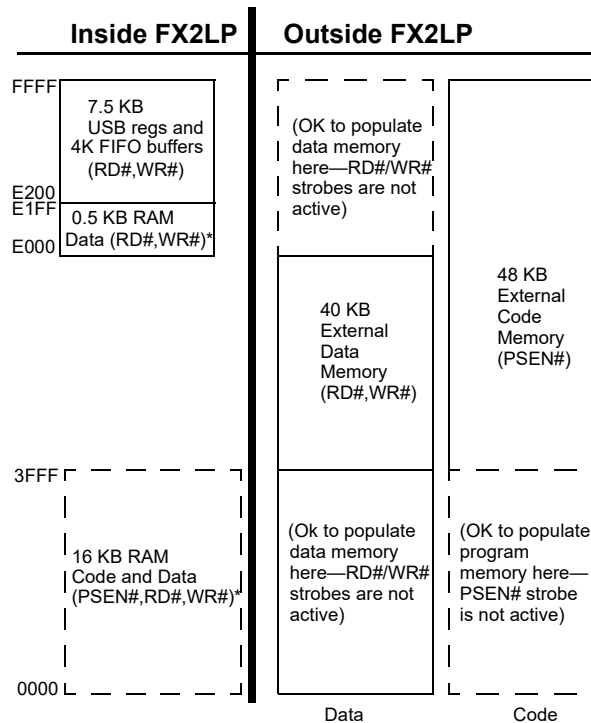 Inside FX2LP
Outside FX2LP
FFFF
7.5 KB
USB regs and
4K FIFO buffers
(RD#,WR#)
E200
E1FF
0.5 KB RAM
Data (RD#,WR#)*
E000
(OK to populate
data memory
here—RD#/WR#
strobes are not
active)
40 KB
External
Data
Memory
(RD#,WR#)
48 KB
External
Code
Memory
(PSEN#)
3FFF
16 KB RAM
Code and Data
(PSEN#,RD#,WR#)*
0000
(Ok to populate
data memory
here—RD#/WR#
strobes are not
active)
(OK to populate
program
memory here—
PSEN# strobe
is not active)
Data
Code